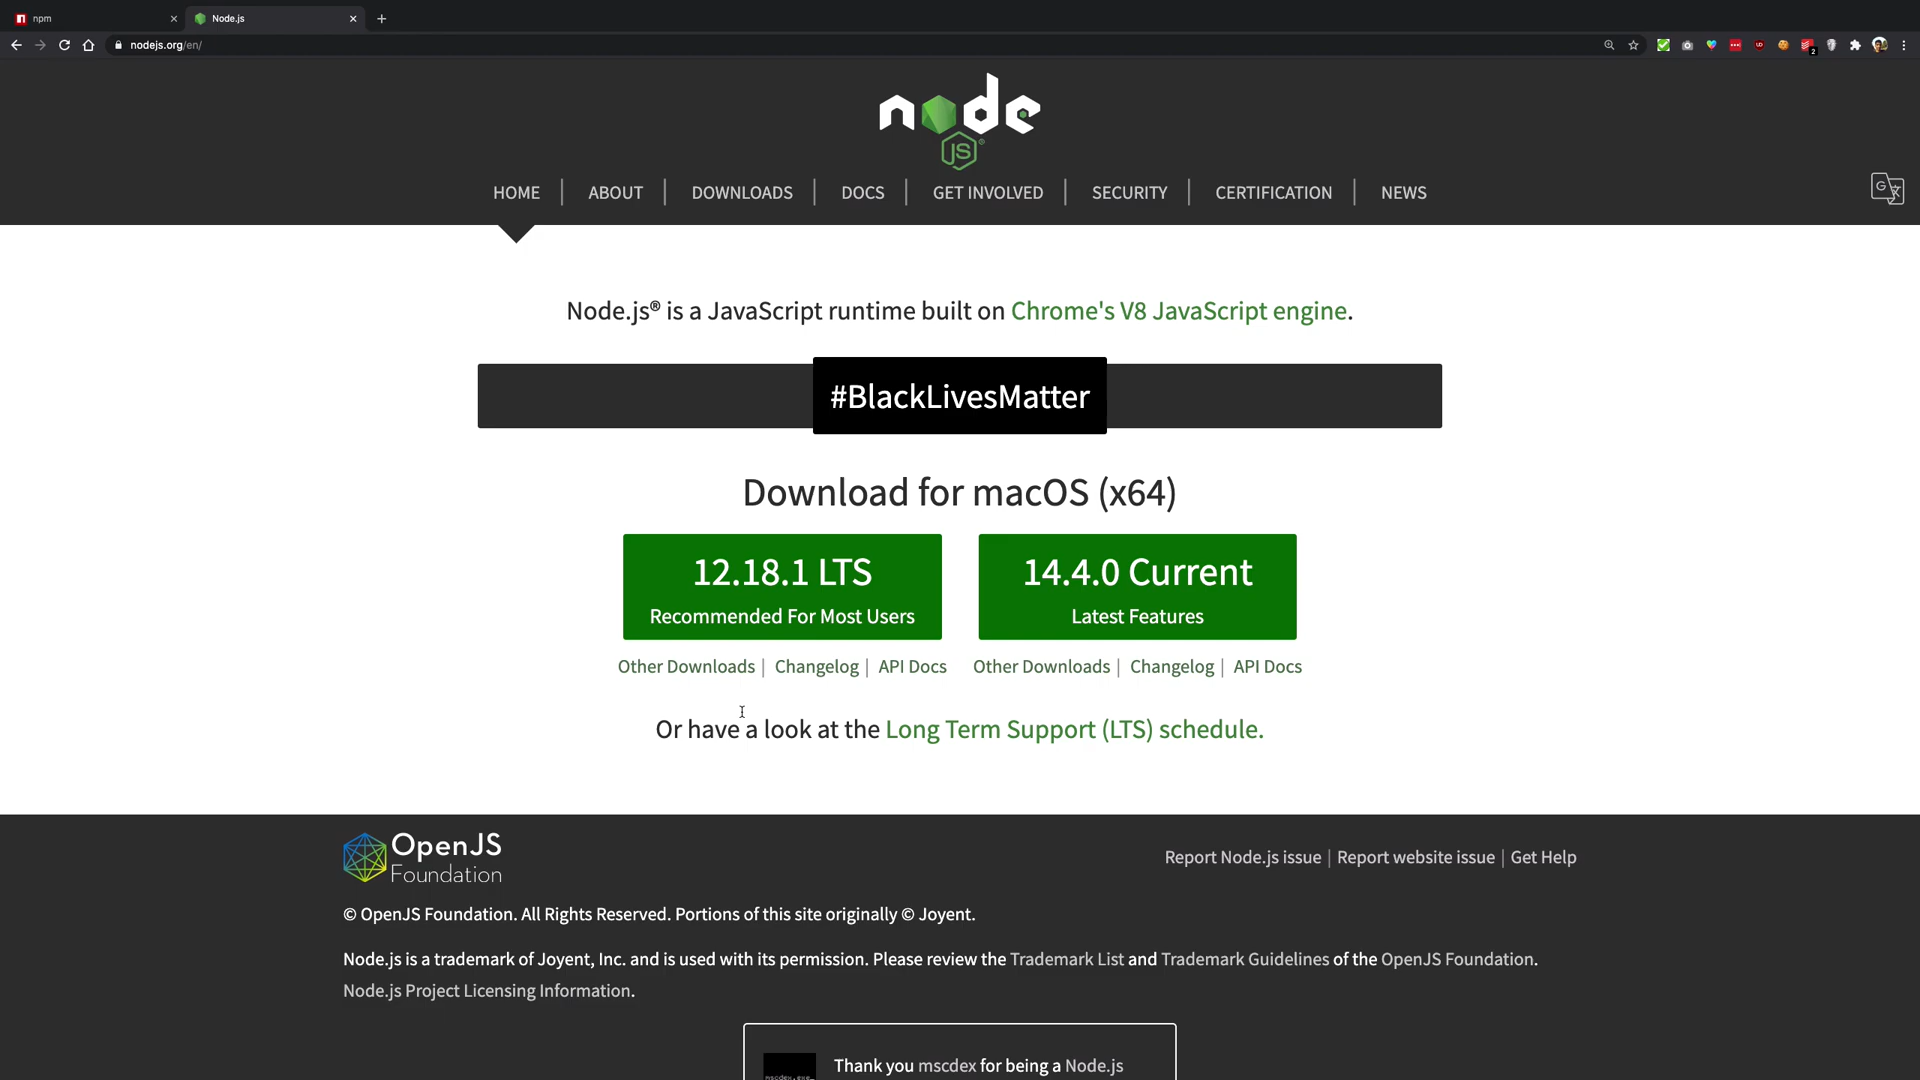 npm
Node.js
nodejs.org/en/
node
JS
HOME
ABOUT
DOWNLOADS
DOCS
GET INVOLVED
SECURITY
CERTIFICATION
NEWS
Node.js® is a JavaScript runtime built on Chrome's V8 JavaScript engine.
#BlackLivesMatter
Download for macOS (x64)
12.18.1 LTS
Recommended For Most Users
14.4.0 Current
Latest Features
Other Downloads | Changelog | API Docs
Other Downloads | Changelog | API Docs
Or have a look at the Long Term Support (LTS) schedule.
OpenJS
Foundation
Report Node.js issue | Report website issue | Get Help
© OpenJS Foundation. All Rights Reserved. Portions of this site originally © Joyent.
Node.js is a trademark of Joyent, Inc. and is used with its permission. Please review the Trademark List and Trademark Guidelines of the OpenJS Foundation.
Node.js Project Licensing Information.
Thank you mscdex for being a Node.js